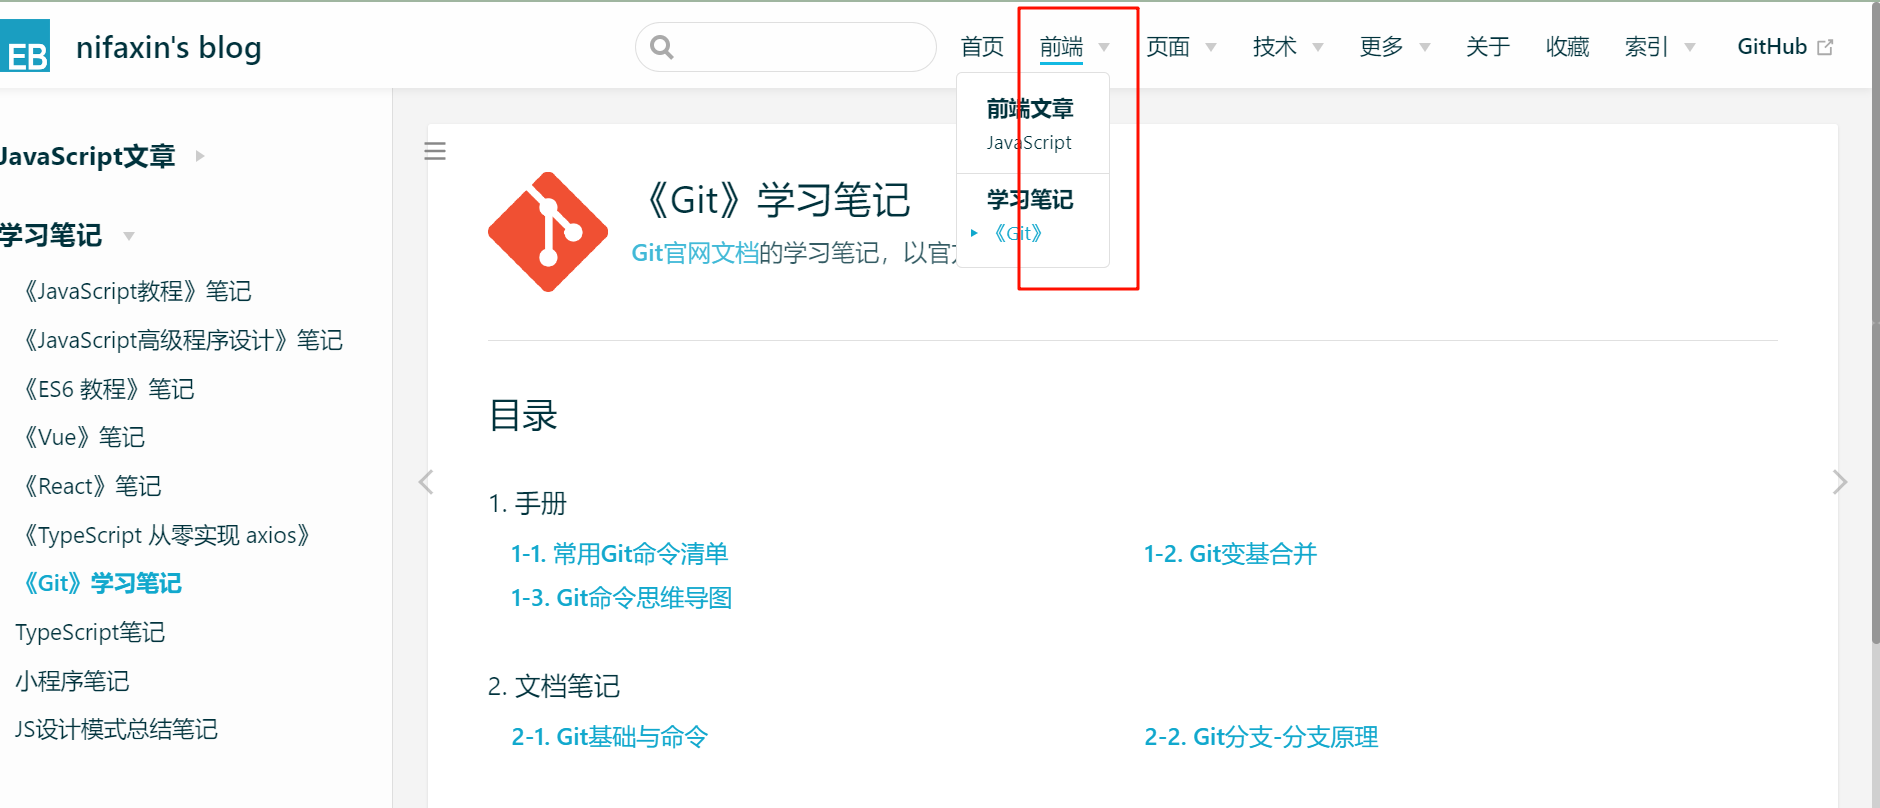 EB
nifaxin's blog
首页
前端
页面
技术
更多
关于
收藏
索引
GitHub
前端文章
JavaScript
学习笔记
《Git》
JavaScript文章
学习笔记
《JavaScript教程》笔记
《JavaScript高级程序设计》笔记
《ES6 教程》笔记
《Vue》笔记
《React》笔记
《TypeScript 从零实现 axios》
《Git》学习笔记
TypeScript笔记
小程序笔记
JS设计模式总结笔记
《Git》学习笔记
Git官网文档的学习笔记，以官
目录
1. 手册
1-1. 常用Git命令清单
1-2. Git变基合并
1-3. Git命令思维导图
2. 文档笔记
2-1. Git基础与命令
2-2. Git分支-分支原理